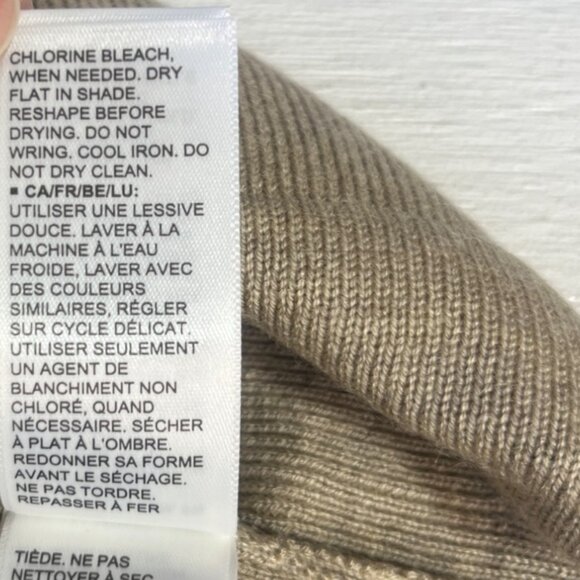 CHLORINE BLEACH,
WHEN NEEDED. DRY
FLAT IN SHADE.
RESHAPE BEFORE
DRYING. DO NOT
WRING. COOL IRON. DO
NOT DRY CLEAN.
▪ CA/FR/BE/LU:
UTILISER UNE LESSIVE
DOUCE. LAVER À LA
MACHINE À L'EAU
FROIDE, LAVER AVEC
DES COULEURS
SIMILAIRES, RÉGLER
SUR CYCLE DÉLICAT.
UTILISER SEULEMENT
UN AGENT DE
BLANCHIMENT NON
CHLORÉ, QUAND
NÉCESSAIRE. SÉCHER
À PLAT À L'OMBRE.
REDONNER SA FORME
AVANT LE SÉCHAGE.
NE PAS TORDRE.
REPASSER À FER
TIÈDE. NE PAS
NETTOYER À SEC